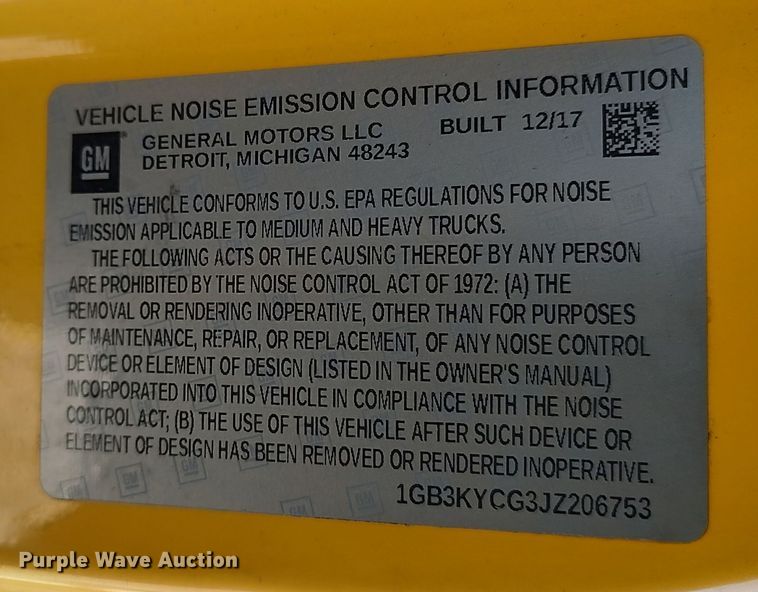 VEHICLE NOISE EMISSION CONTROL INFORMATION
GM
GENERAL MOTORS LLC
DETROIT, MICHIGAN 48243
BUILT 12/17
THIS VEHICLE CONFORMS TO U.S. EPA REGULATIONS FOR NOISE
EMISSION APPLICABLE TO MEDIUM AND HEAVY TRUCKS.
THE FOLLOWING ACTS OR THE CAUSING THEREOF BY ANY PERSON
ARE PROHIBITED BY THE NOISE CONTROL ACT OF 1972: (A) THE
REMOVAL OR RENDERING INOPERATIVE, OTHER THAN FOR PURPOSES
OF MAINTENANCE, REPAIR, OR REPLACEMENT, OF ANY NOISE CONTROL
DEVICE OR ELEMENT OF DESIGN (LISTED IN THE OWNER'S MANUAL)
INCORPORATED INTO THIS VEHICLE IN COMPLIANCE WITH THE NOISE
CONTROL ACT; (B) THE USE OF THIS VEHICLE AFTER SUCH DEVICE OR
ELEMENT OF DESIGN HAS BEEN REMOVED OR RENDERED INOPERATIVE.
1GB3KYCG3JZ206753
Purple Wave Auction